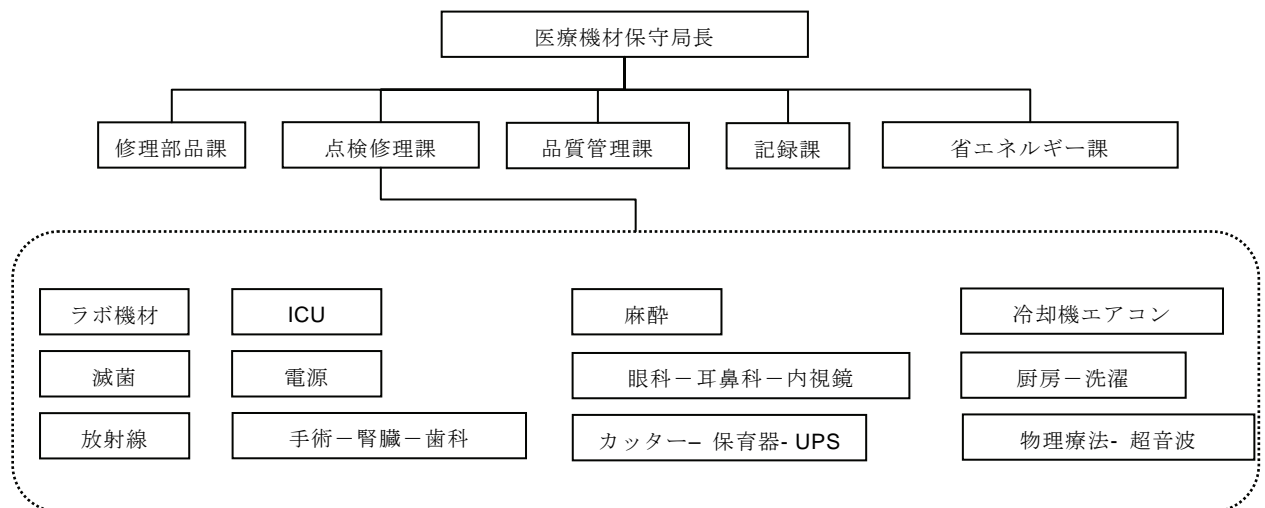 医療機材保守局長
修理部品課
点検修理課
品質管理課
記録課
省エネルギー課
ラボ機材
ICU
麻酔
冷却機エアコン
滅菌
電源
眼科－耳鼻科－内視鏡
厨房－洗濯
放射線
手術－腎臓－歯科
カッター– 保育器- UPS
物理療法- 超音波